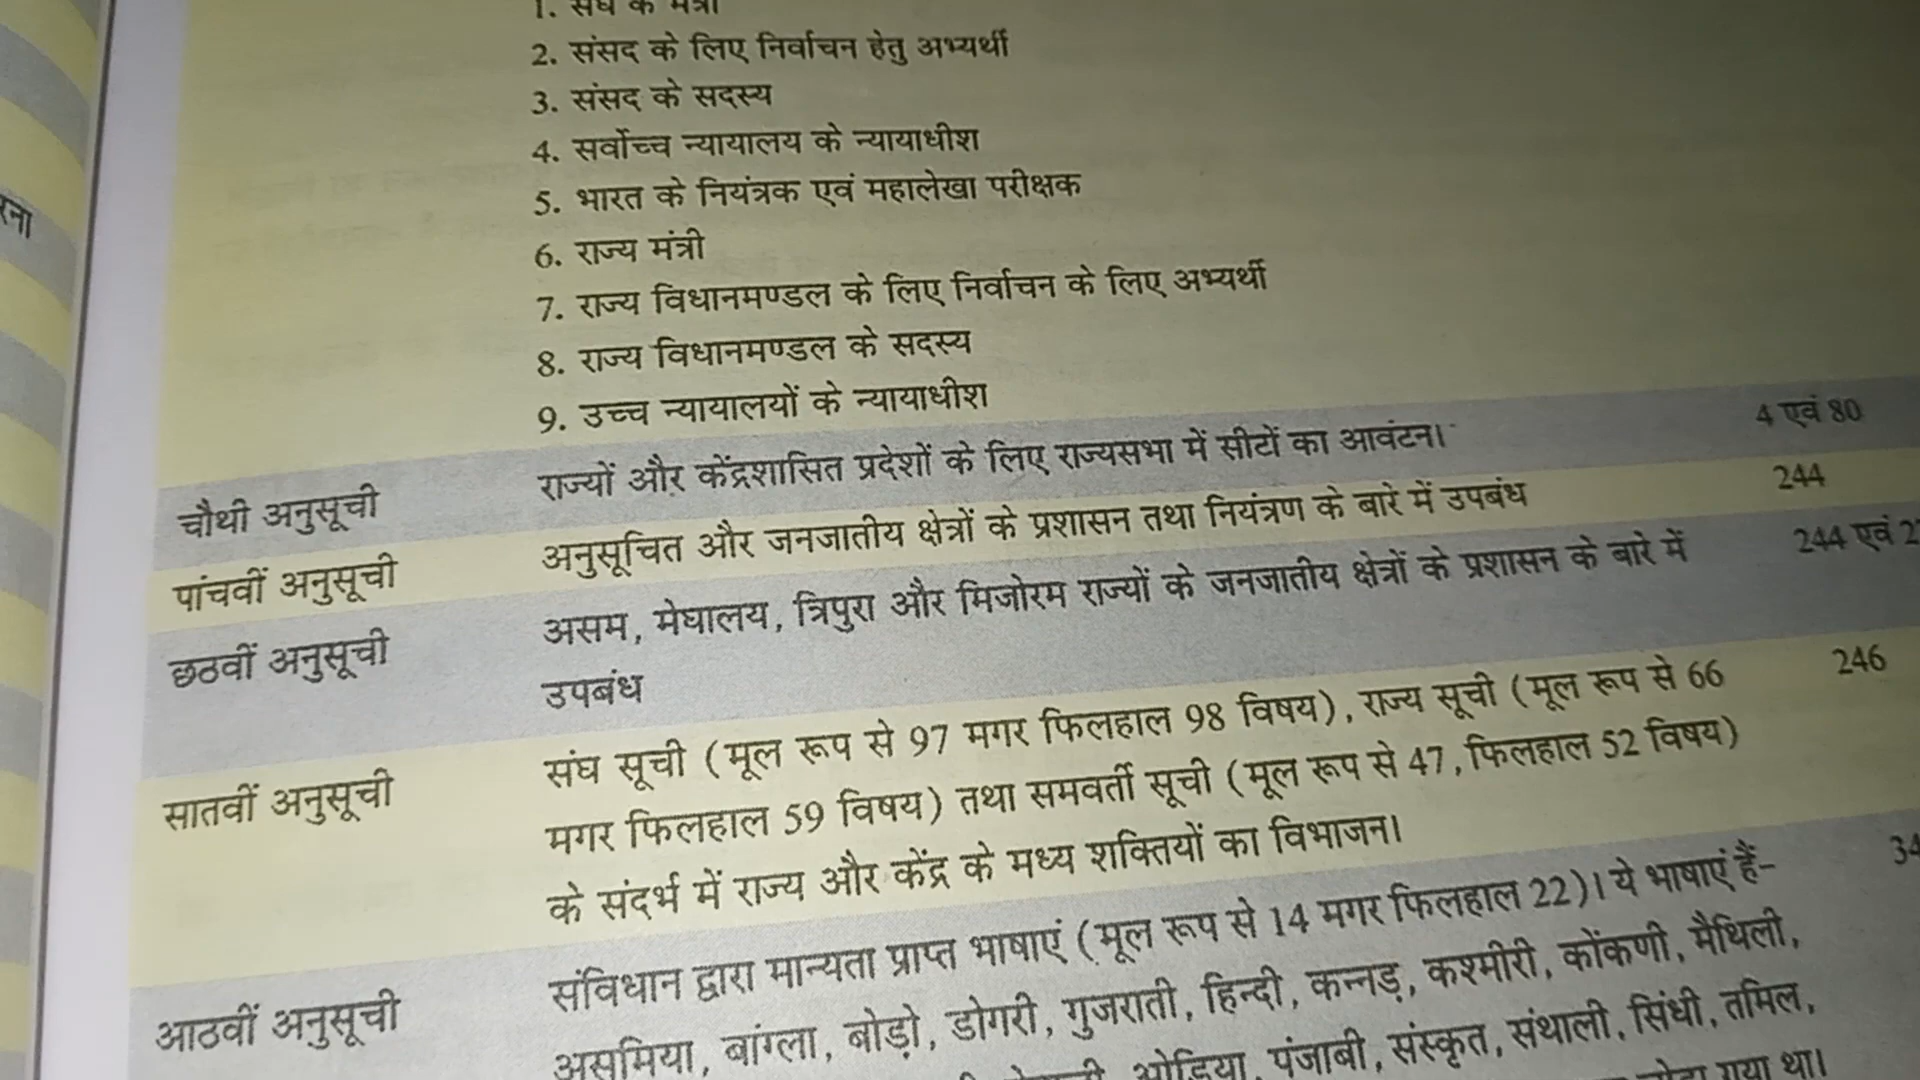 1. संघ के मंत्री
2. संसद के लिए निर्वाचन हेतु अभ्यर्थी
3. संसद के सदस्य
4. सर्वोच्च न्यायालय के न्यायाधीश
5. भारत के नियंत्रक एवं महालेखा परीक्षक
6. राज्य मंत्री
7. राज्य विधानमण्डल के लिए निर्वाचन के लिए अभ्यर्थी
8. राज्य विधानमण्डल के सदस्य
9. उच्च न्यायालयों के न्यायाधीश
चौथी अनुसूची राज्यों और केंद्रशासित प्रदेशों के लिए राज्यसभा में सीटों का आवंटन। 4 एवं 80
पांचवीं अनुसूची अनुसूचित और जनजातीय क्षेत्रों के प्रशासन तथा नियंत्रण के बारे में उपबंध 244
छठवीं अनुसूची असम, मेघालय, त्रिपुरा और मिजोरम राज्यों के जनजातीय क्षेत्रों के प्रशासन के बारे में 244 एवं
उपबंध
सातवीं अनुसूची संघ सूची (मूल रूप से 97 मगर फिलहाल 98 विषय), राज्य सूची (मूल रूप से 66 246
मगर फिलहाल 59 विषय) तथा समवर्ती सूची (मूल रूप से 47, फिलहाल 52 विषय)
के संदर्भ में राज्य और केंद्र के मध्य शक्तियों का विभाजन।
आठवीं अनुसूची संविधान द्वारा मान्यता प्राप्त भाषाएं (मूल रूप से 14 मगर फिलहाल 22)। ये भाषाएं हैं-
असमिया, बांग्ला, बोड़ो, डोगरी, गुजराती, हिन्दी, कन्नड़, कश्मीरी, कोंकणी, मैथिली,
ओडिया, पंजाबी, संस्कृत, संथाली, सिंधी, तमिल,
गया था।